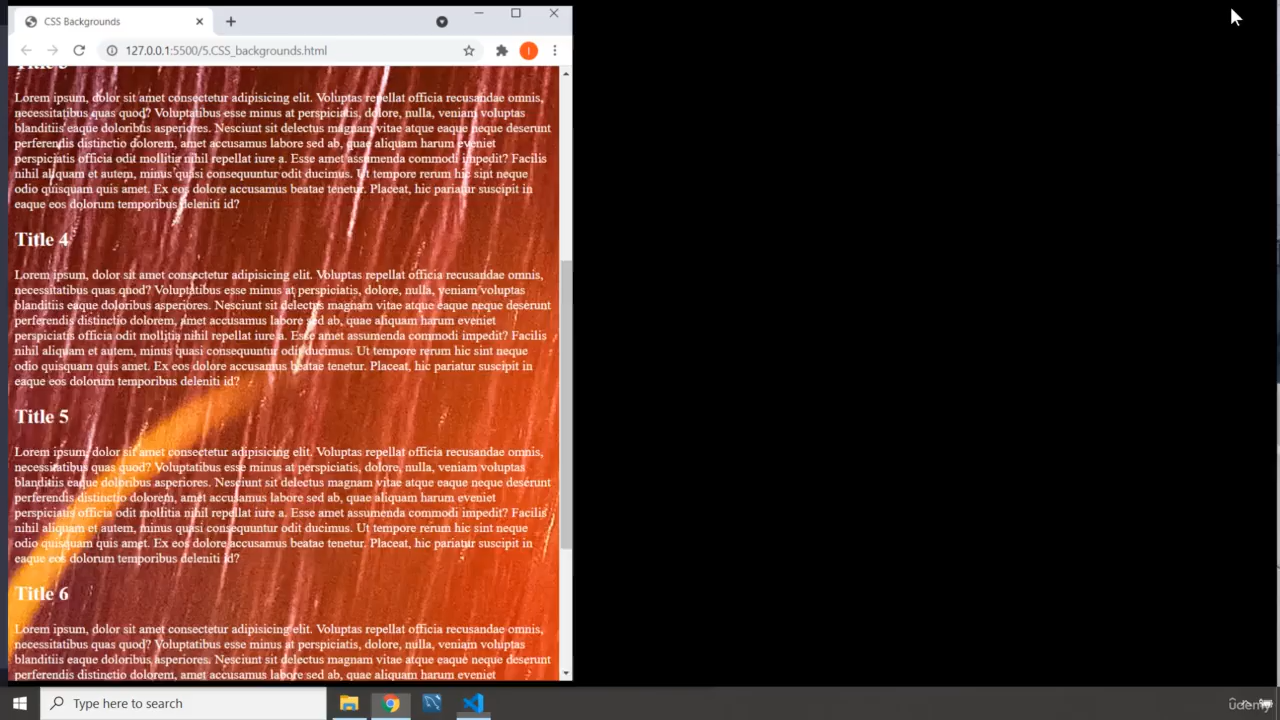 CSS Backgrounds
127.0.0.1:5500/5.CSS_backgrounds.html
I
Title 3
Lorem ipsum, dolor sit amet consectetur adipisicing elit. Voluptas repellat officia recusandae omnis,
necessitatibus quas quod? Voluptatibus esse minus at perspiciatis, dolore, nulla, veniam voluptas
blanditiis eaque doloribus asperiores. Nesciunt sit delectus magnam vitae atque eaque neque deserunt
perferendis distinctio dolorem, amet accusamus labore sed ab, quae aliquam harum eveniet
perspiciatis officia odit mollitia nihil repellat iure a. Esse amet assumenda commodi impedit? Facilis
nihil aliquam et autem, minus quasi consequuntur odit ducimus. Ut tempore rerum hic sint neque
odio quisquam quis amet. Ex eos dolore accusamus beatae tenetur. Placeat, hic pariatur suscipit in
eaque eos dolorum temporibus deleniti id?
Title 4
Lorem ipsum, dolor sit amet consectetur adipisicing elit. Voluptas repellat officia recusandae omnis,
necessitatibus quas quod? Voluptatibus esse minus at perspiciatis, dolore, nulla, veniam voluptas
blanditiis eaque doloribus asperiores. Nesciunt sit delectus magnam vitae atque eaque neque deserunt
perferendis distinctio dolorem, amet accusamus labore sed ab, quae aliquam harum eveniet
perspiciatis officia odit mollitia nihil repellat iure a. Esse amet assumenda commodi impedit? Facilis
nihil aliquam et autem, minus quasi consequuntur odit ducimus. Ut tempore rerum hic sint neque
odio quisquam quis amet. Ex eos dolore accusamus beatae tenetur. Placeat, hic pariatur suscipit in
eaque eos dolorum temporibus deleniti id?
Title 5
Lorem ipsum, dolor sit amet consectetur adipisicing elit. Voluptas repellat officia recusandae omnis,
necessitatibus quas quod? Voluptatibus esse minus at perspiciatis, dolore, nulla, veniam voluptas
blanditiis eaque doloribus asperiores. Nesciunt sit delectus magnam vitae atque eaque neque deserunt
perferendis distinctio dolorem, amet accusamus labore sed ab, quae aliquam harum eveniet
perspiciatis officia odit mollitia nihil repellat iure a. Esse amet assumenda commodi impedit? Facilis
nihil aliquam et autem, minus quasi consequuntur odit ducimus. Ut tempore rerum hic sint neque
odio quisquam quis amet. Ex eos dolore accusamus beatae tenetur. Placeat, hic pariatur suscipit in
eaque eos dolorum temporibus deleniti id?
Title 6
Lorem ipsum, dolor sit amet consectetur adipisicing elit. Voluptas repellat officia recusandae omnis,
necessitatibus quas quod? Voluptatibus esse minus at perspiciatis, dolore, nulla, veniam voluptas
blanditiis eaque doloribus asperiores. Nesciunt sit delectus magnam vitae atque eaque neque deserunt
perferendis distinctio dolorem, amet accusamus labore sed ab, quae aliquam harum eveniet
Type here to search
udemy